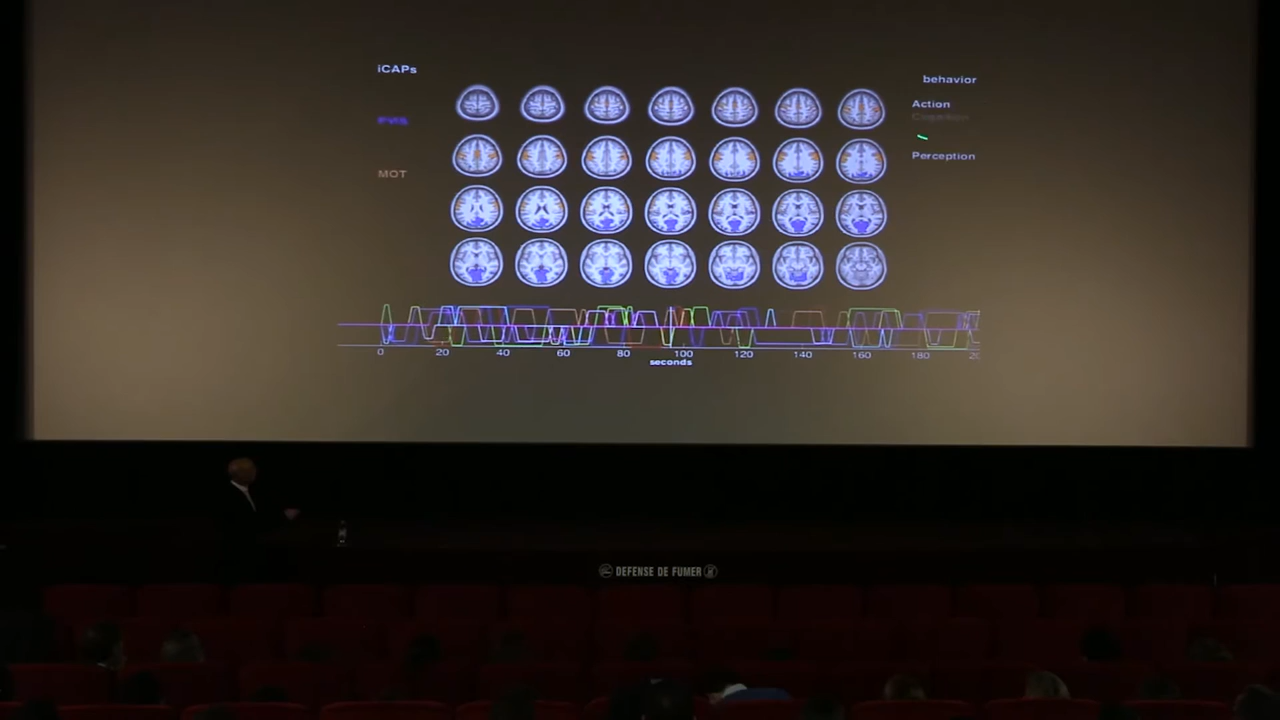 iCAPs
behavior
Action
Perception
MOT
0 20 40 60 80 100 120 140 160 180
seconds
DEFENSE DE FUMER